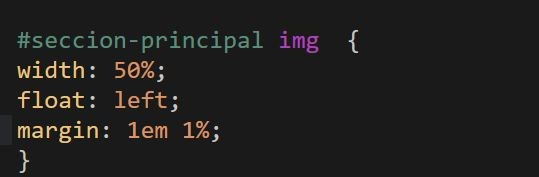 #seccion-principal img  {
width: 50%;
float: left;
margin: 1em 1%;
}